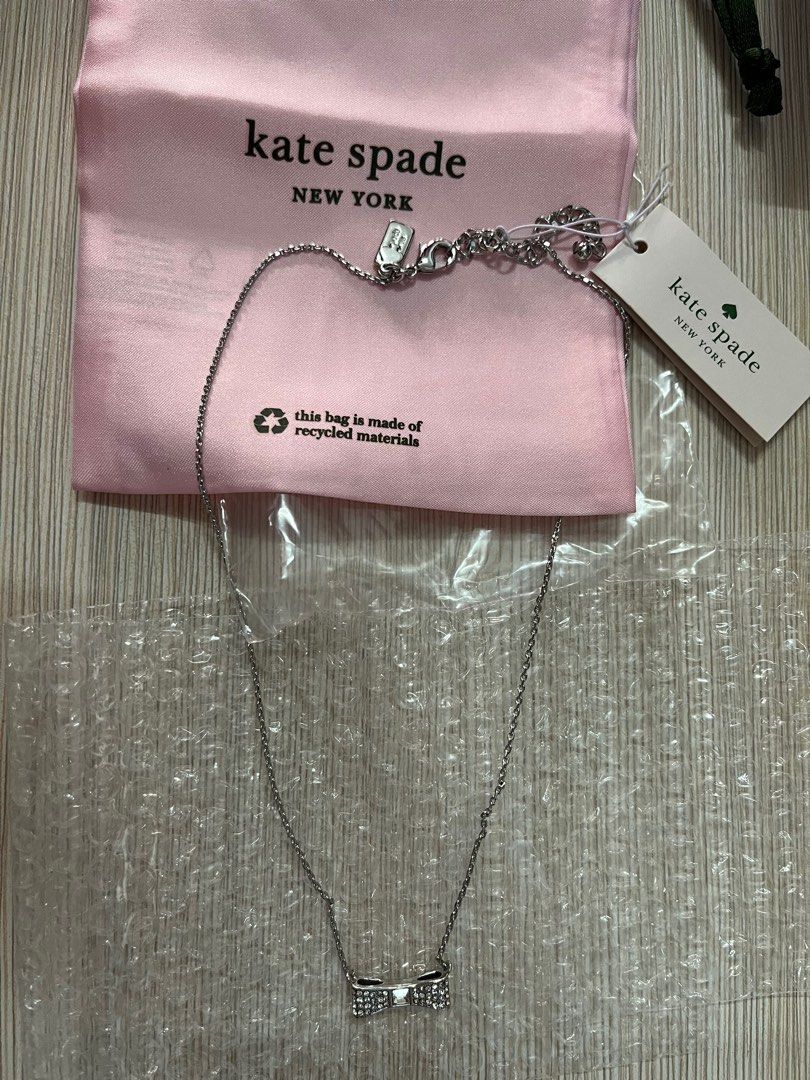 kate spade
NEW YORK
kate spade
NEW YORK
this bag is made of
recycled materials